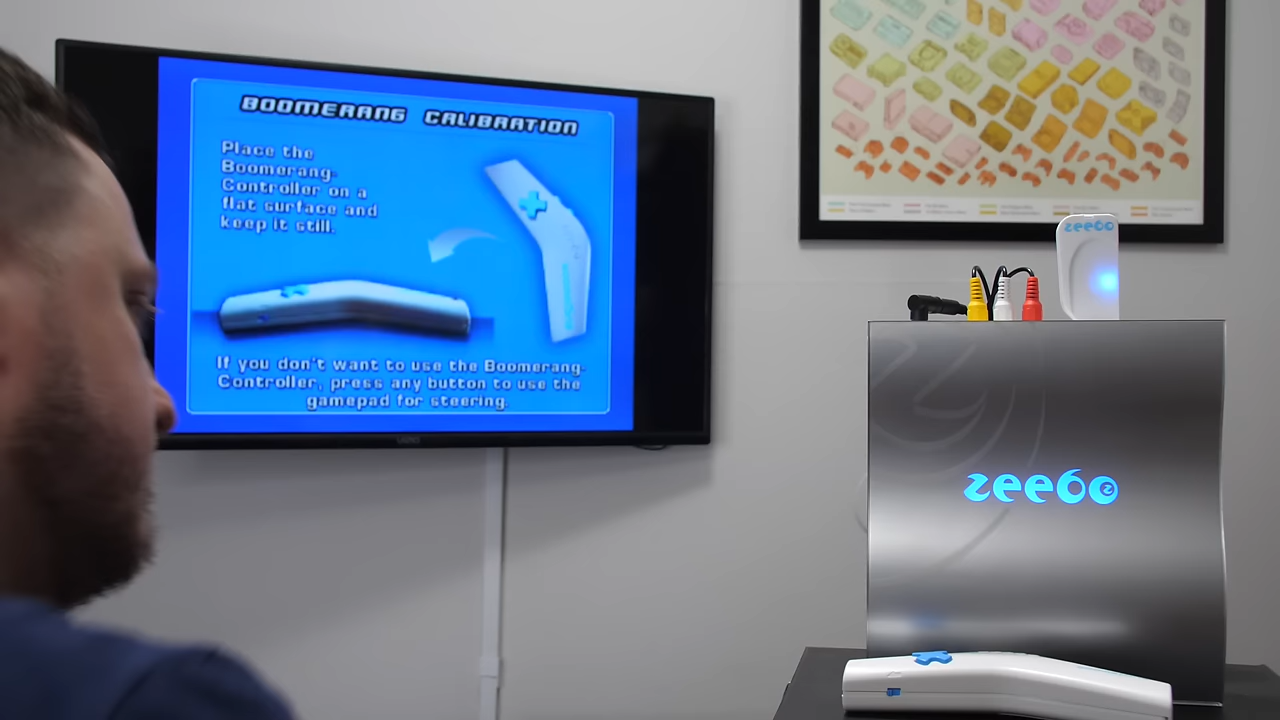 BOOMERANG CALIBRATION
Place the
Boomerang-
Controller on a
flat surface and
keep it still.
If you don't want to use the Boomerang-
Controller, press any button to use the
gamepad for steering.
zeebo
zeebo